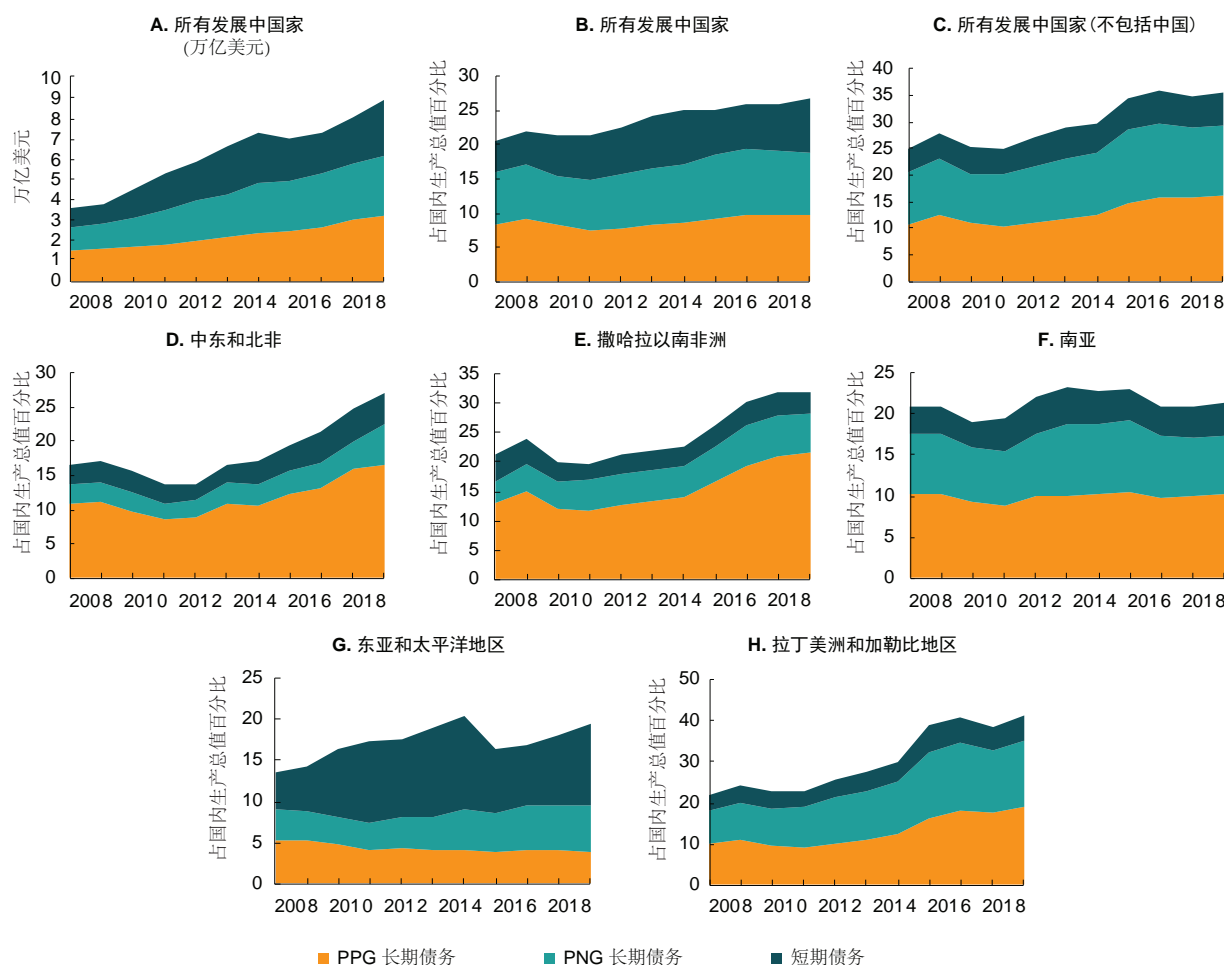 A. 所有发展中国家
(万亿美元)
万亿美元
10
9
8
7
6
5
4
3
2
1
0
2008 2010 2012 2014 2016 2018
B. 所有发展中国家
占国内生产总值百分比
30
25
20
15
10
5
0
2008 2010 2012 2014 2016 2018
C. 所有发展中国家(不包括中国)
占国内生产总值百分比
40
35
30
25
20
15
10
5
0
2008 2010 2012 2014 2016 2018
D. 中东和北非
占国内生产总值百分比
30
25
20
15
10
5
0
2008 2010 2012 2014 2016 2018
E. 撒哈拉以南非洲
占国内生产总值百分比
35
30
25
20
15
10
5
0
2008 2010 2012 2014 2016 2018
F. 南亚
占国内生产总值百分比
25
20
15
10
5
0
2008 2010 2012 2014 2016 2018
G. 东亚和太平洋地区
占国内生产总值百分比
25
20
15
10
5
0
2008 2010 2012 2014 2016 2018
H. 拉丁美洲和加勒比地区
占国内生产总值百分比
50
40
30
20
10
0
2008 2010 2012 2014 2016 2018
PPG 长期债务 PNG 长期债务 短期债务